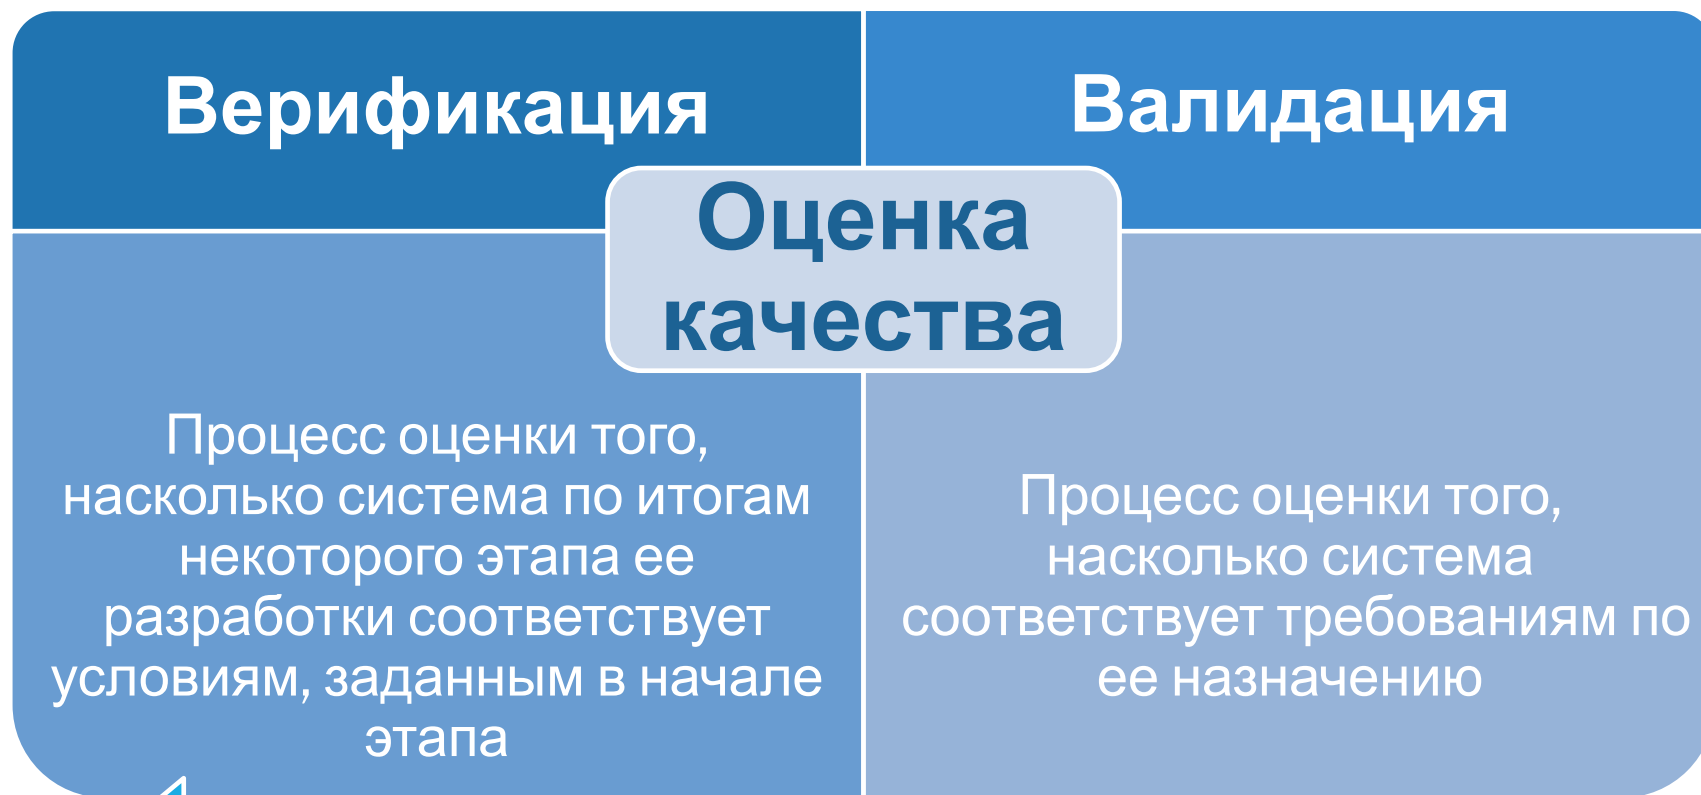 Верификация
Валидация
Оценка
качества
Процесс оценки того,
насколько система по итогам
некоторого этапа ее
разработки соответствует
условиям, заданным в начале
этапа
Процесс оценки того,
насколько система
соответствует требованиям по
ее назначению